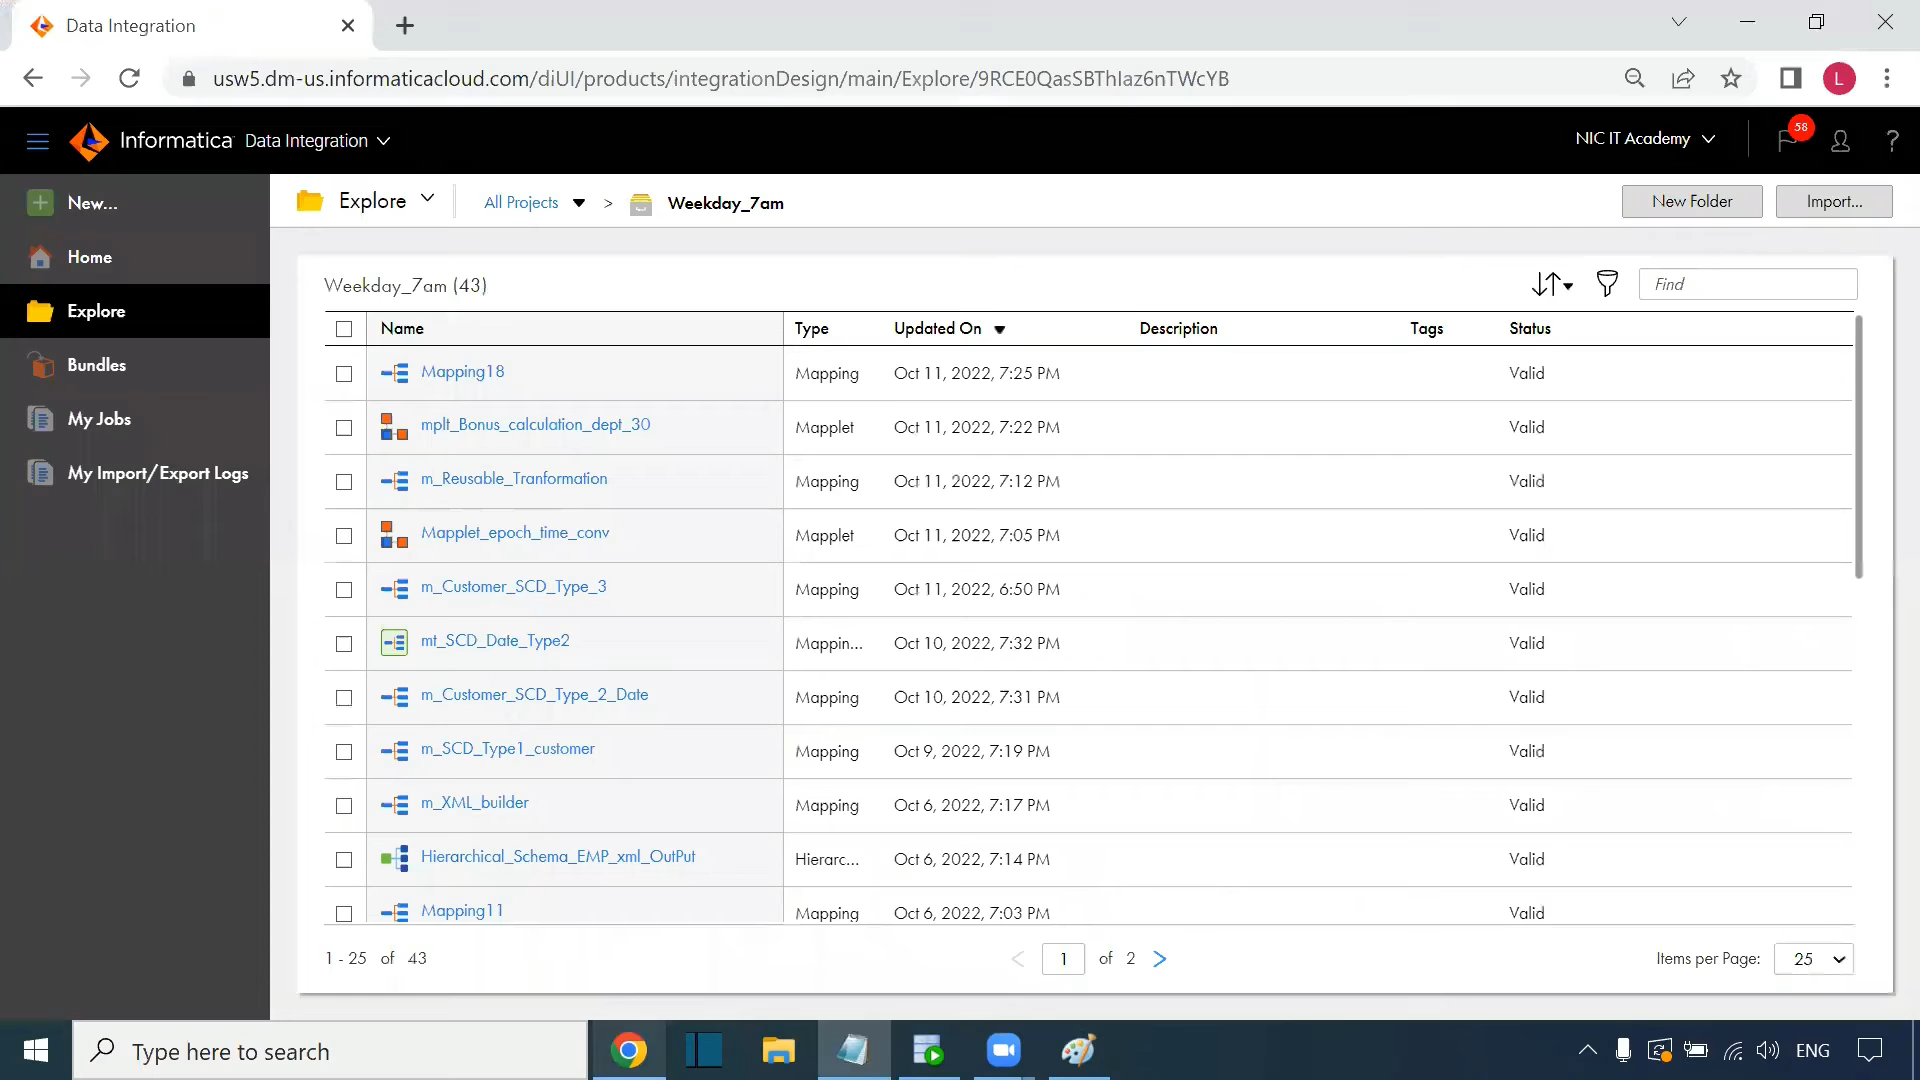 Data Integration
usw5.dm-us.informaticacloud.com/diUI/products/integrationDesign/main/Explore/9RCE0QasSBThIaz6nTWcYB
L
Informatica Data Integration
NIC IT Academy
58
?
New...
Home
Explore
Bundles
My Jobs
My Import/Export Logs
Explore
All Projects > Weekday_7am
New Folder
Import...
Weekday_7am (43)
Find
Name Type Updated On Description Tags Status
Mapping18 Mapping Oct 11, 2022, 7:25 PM Valid
mplt_Bonus_calculation_dept_30 Mapplet Oct 11, 2022, 7:22 PM Valid
m_Reusable_Tranformation Mapping Oct 11, 2022, 7:12 PM Valid
Mapplet_epoch_time_conv Mapplet Oct 11, 2022, 7:05 PM Valid
m_Customer_SCD_Type_3 Mapping Oct 11, 2022, 6:50 PM Valid
mt_SCD_Date_Type2 Mappin... Oct 10, 2022, 7:32 PM Valid
m_Customer_SCD_Type_2_Date Mapping Oct 10, 2022, 7:31 PM Valid
m_SCD_Type1_customer Mapping Oct 9, 2022, 7:19 PM Valid
m_XML_builder Mapping Oct 6, 2022, 7:17 PM Valid
Hierarchical_Schema_EMP_xml_OutPut Hierarc... Oct 6, 2022, 7:14 PM Valid
Mapping11 Mapping Oct 6, 2022, 7:03 PM Valid
1 - 25 of 43
< 1 of 2 >
Items per Page: 25
Type here to search
ENG